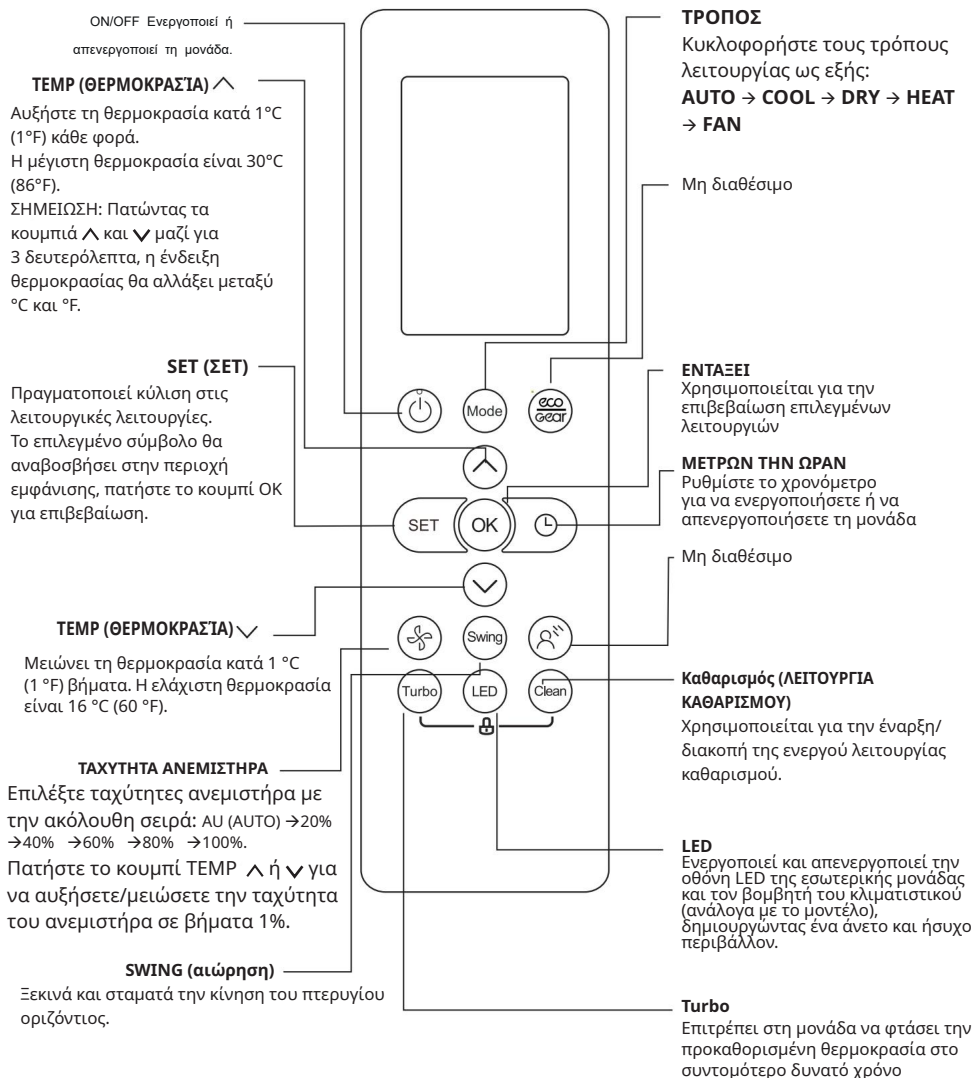 ON/OFF Ενεργοποιεί ή
απενεργοποιεί τη μονάδα.
TEMP (ΘΕΡΜΟΚΡΑΣΊΑ)
Αυξήστε τη θερμοκρασία κατά 1°C
(1°F) κάθε φορά.
Η μέγιστη θερμοκρασία είναι 30°C
(86°F).
ΣΗΜΕΙΩΣΗ: Πατώντας τα
κουμπιά ∧ και ∨ μαζί για
3 δευτερόλεπτα, η ένδειξη
θερμοκρασίας θα αλλάξει μεταξύ
°C και °F.
SET (ΣΕΤ)
Πραγματοποιεί κύλιση στις
λειτουργικές λειτουργίες.
Το επιλεγμένο σύμβολο θα
αναβοσβήσει στην περιοχή
εμφάνισης, πατήστε το κουμπί OK
για επιβεβαίωση.
TEMP (ΘΕΡΜΟΚΡΑΣΊΑ)
Μειώνει τη θερμοκρασία κατά 1 °C
(1 °F) βήματα. Η ελάχιστη θερμοκρασία
είναι 16 °C (60 °F).
ΤΑΧΥΤΗΤΑ ΑΝΕΜΙΣΤΗΡΑ
Επιλέξτε ταχύτητες ανεμιστήρα με
την ακόλουθη σειρά: AU (AUTO) →20%
→40% →60% →80% →100%.
Πατήστε το κουμπί TEMP ∧ ή ∨ για
να αυξήσετε/μειώσετε την ταχύτητα
του ανεμιστήρα σε βήματα 1%.
SWING (αιώρηση)
Ξεκινά και σταματά την κίνηση του πτερυγίου
οριζόντιος.
Mode
eco
Gear
SET
OK
Swing
Turbo
LED
Clean
ΤΡΟΠΟΣ
Κυκλοφορήστε τους τρόπους
λειτουργίας ως εξής:
AUTO → COOL → DRY → HEAT
→ FAN
Μη διαθέσιμο
ΕΝΤΑΞΕΙ
Χρησιμοποιείται για την
επιβεβαίωση επιλεγμένων
λειτουργιών
ΜΕΤΡΩΝ ΤΗΝ ΩΡΑΝ
Ρυθμίστε το χρονόμετρο
για να ενεργοποιήσετε ή να
απενεργοποιήσετε τη μονάδα
Μη διαθέσιμο
Καθαρισμός (ΛΕΙΤΟΥΡΓΙΑ
ΚΑΘΑΡΙΣΜΟΥ)
Χρησιμοποιείται για την έναρξη/
διακοπή της ενεργού λειτουργίας
καθαρισμού.
LED
Ενεργοποιεί και απενεργοποιεί την
οθόνη LED της εσωτερικής μονάδας
και τον βομβητή του κλιματιστικού
(ανάλογα με το μοντέλο),
δημιουργώντας ένα άνετο και ήσυχο
περιβάλλον.
Turbo
Επιτρέπει στη μονάδα να φτάσει την
προκαθορισμένη θερμοκρασία στο
συντομότερο δυνατό χρόνο